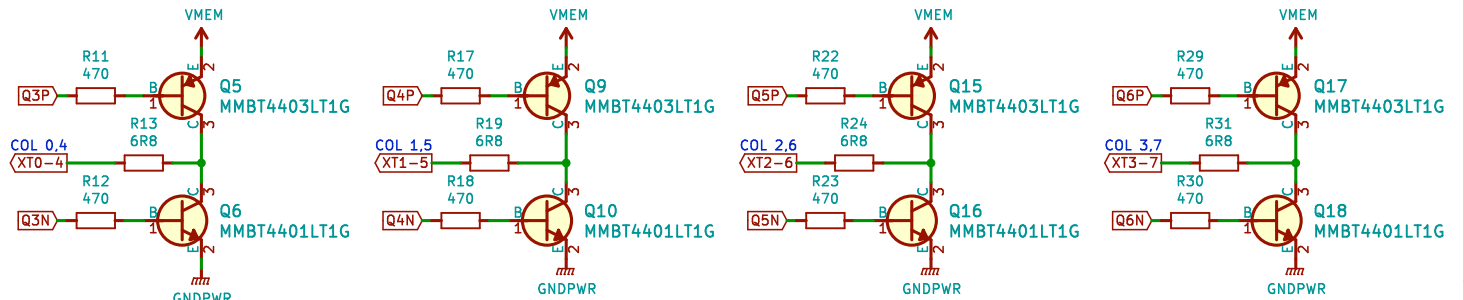 VMEM
R11
470
Q3P
B
1
E
2
Q5
MMBT4403LT1G
C
3
R13
6R8
COL 0,4
XT0-4
R12
470
Q3N
B
1
C
3
Q6
MMBT4401LT1G
E
2
GNDPWR
VMEM
R17
470
Q4P
B
1
E
2
Q9
MMBT4403LT1G
C
3
R19
6R8
COL 1,5
XT1-5
R18
470
Q4N
B
1
C
3
Q10
MMBT4401LT1G
E
2
GNDPWR
VMEM
R22
470
Q5P
B
1
E
2
Q15
MMBT4403LT1G
C
3
R24
6R8
COL 2,6
XT2-6
R23
470
Q5N
B
1
C
3
Q16
MMBT4401LT1G
E
2
GNDPWR
VMEM
R29
470
Q6P
B
1
E
2
Q17
MMBT4403LT1G
C
3
R31
6R8
COL 3,7
XT3-7
R30
470
Q6N
B
1
C
3
Q18
MMBT4401LT1G
E
2
GNDPWR